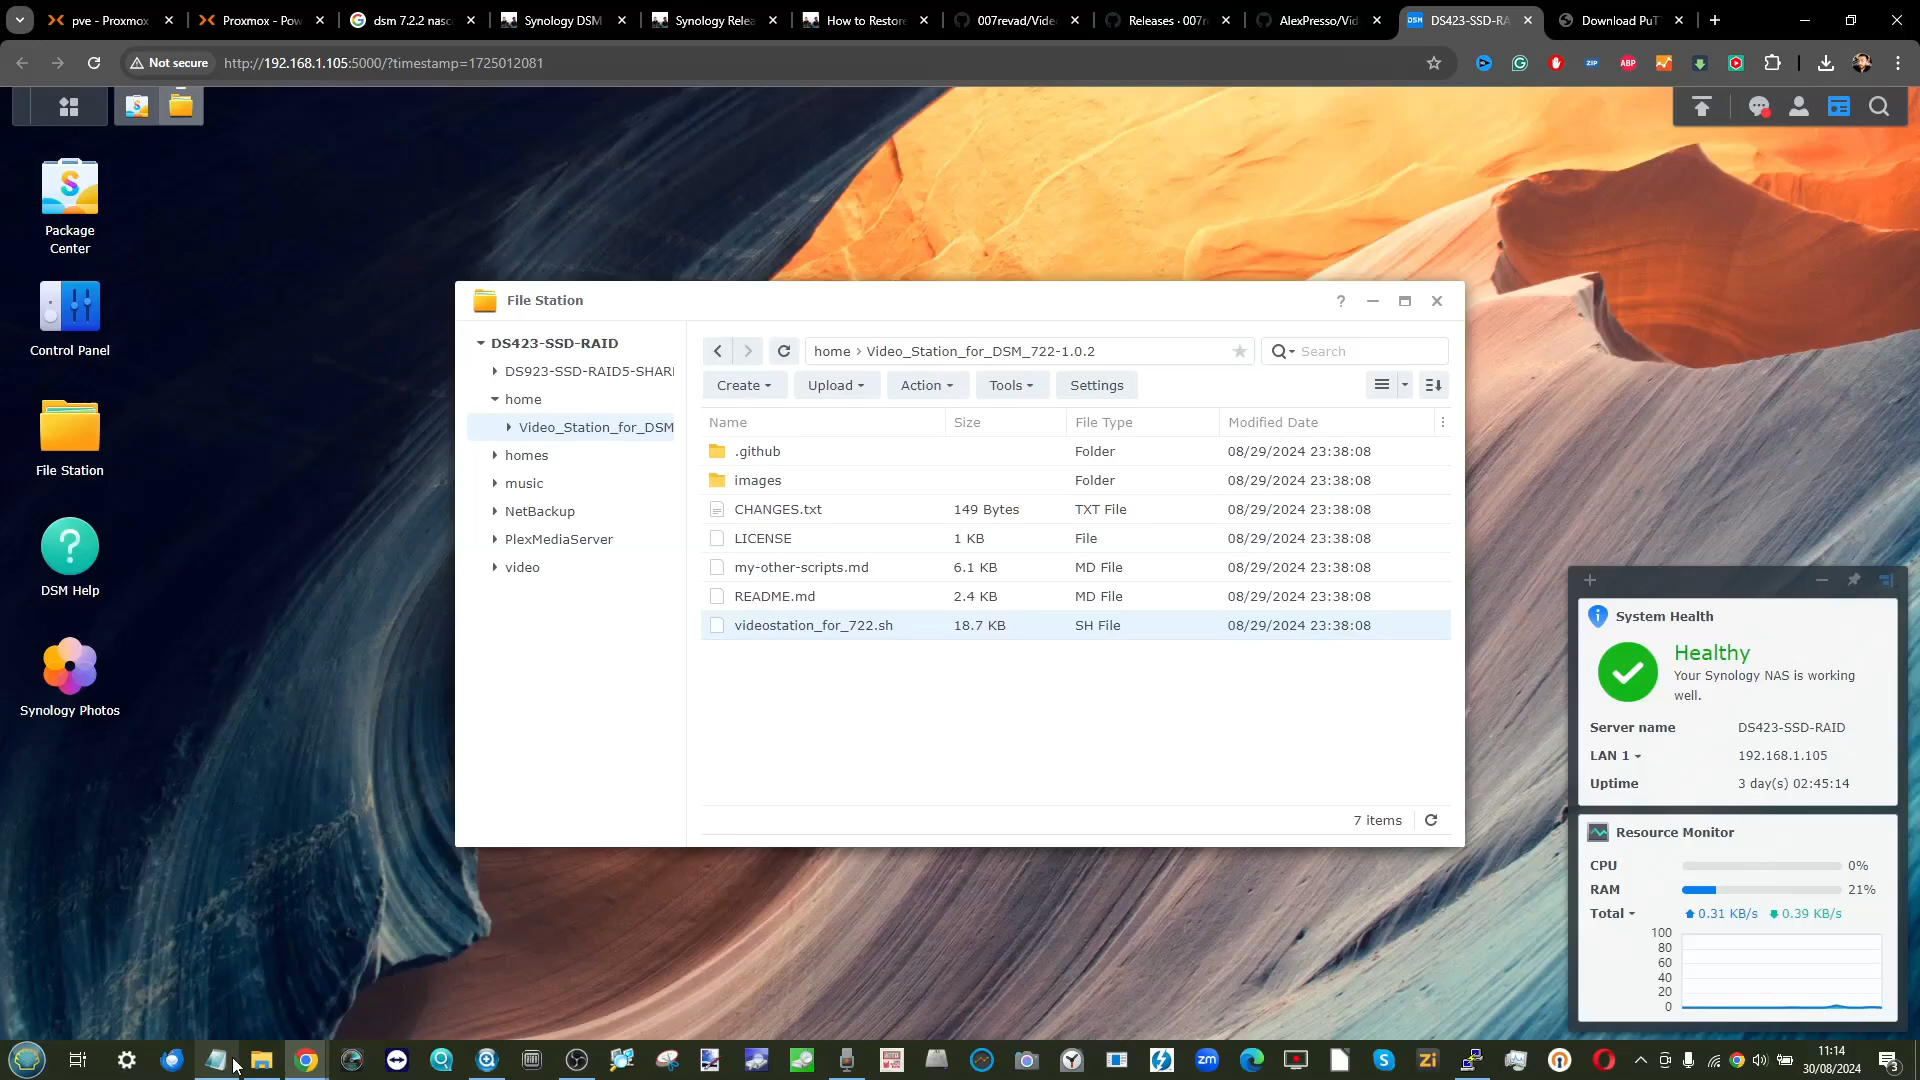 pve - Proxmox
Proxmox - Pow
dsm 7.2.2 nasc
Synology DSM
Synology Relea
How to Restore
007revad/Vide
Releases · 007r
AlexPresso/Vid
DS423-SSD-RA
Download PuT
Not secure
http://192.168.1.105:5000/?timestamp=1725012081
ZIP
ABP
Package
Center
Control Panel
File Station
DSM Help
Synology Photos
File Station
DS423-SSD-RAID
DS923-SSD-RAID5-SHARI
home
Video_Station_for_DSM
homes
music
NetBackup
PlexMediaServer
video
home › Video_Station_for_DSM_722-1.0.2
Search
Create
Upload
Action
Tools
Settings
Name Size File Type Modified Date
.github Folder 08/29/2024 23:38:08
images Folder 08/29/2024 23:38:08
CHANGES.txt 149 Bytes TXT File 08/29/2024 23:38:08
LICENSE 1 KB File 08/29/2024 23:38:08
my-other-scripts.md 6.1 KB MD File 08/29/2024 23:38:08
README.md 2.4 KB MD File 08/29/2024 23:38:08
videostation_for_722.sh 18.7 KB SH File 08/29/2024 23:38:08
7 items
System Health
Healthy
Your Synology NAS is working
well.
Server name DS423-SSD-RAID
LAN 1 192.168.1.105
Uptime 3 day(s) 02:45:14
Resource Monitor
CPU 0%
RAM 21%
Total 0.31 KB/s 0.39 KB/s
100
80
60
40
20
0
zm
Zi
11:14
30/08/2024
3